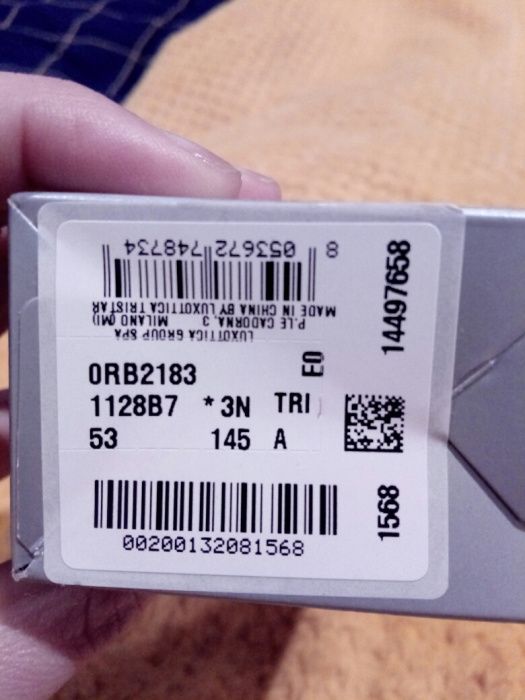 8 053672 748734
MADE IN CHINA BY LUXOTTICA TRISTAR
P.LE CADORNA, 3 MILANO (MI)
LUXOTTICA GROUP SPA
14497658
E0
0RB2183
1128B7 *3N TRI
53 145 A
1568
00200132081568